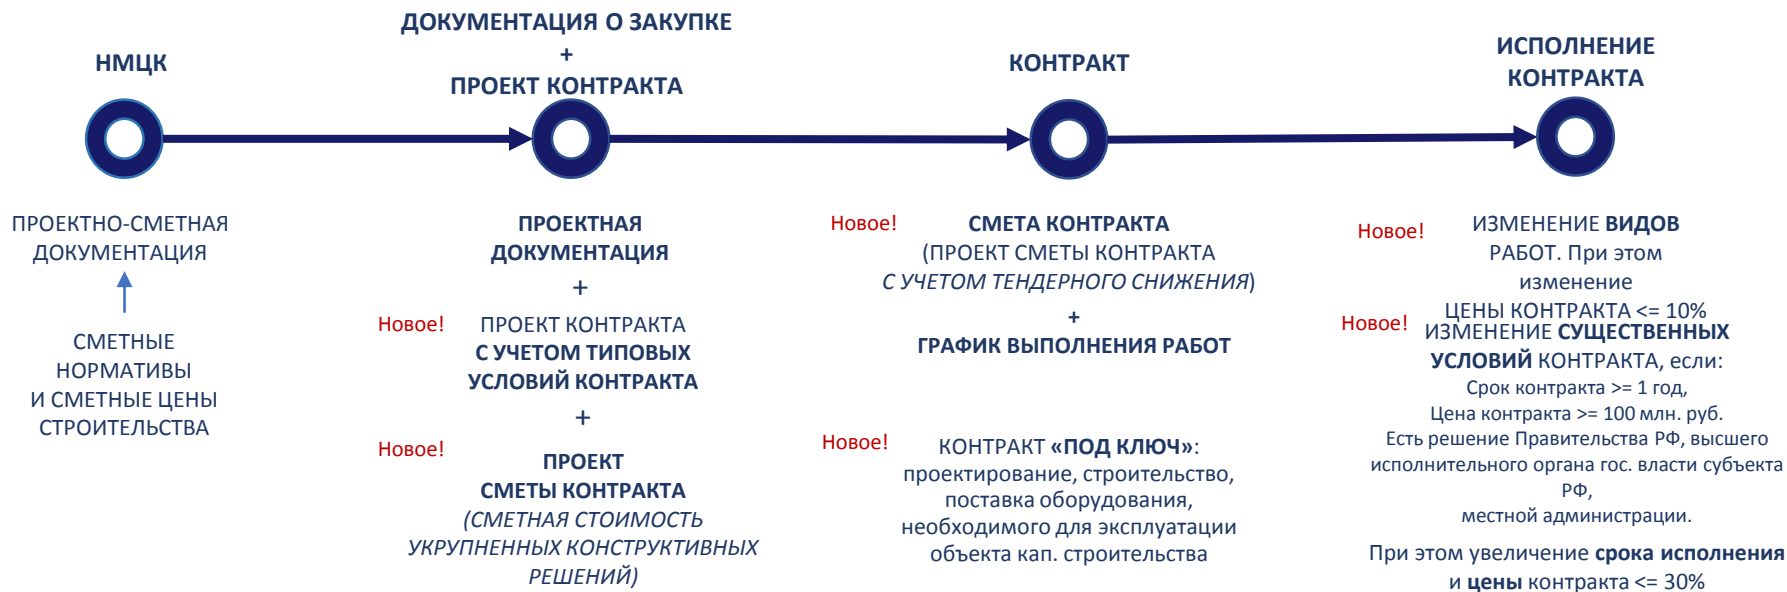 НМЦК
ПРОЕКТНО-СМЕТНАЯ
ДОКУМЕНТАЦИЯ
СМЕТНЫЕ
НОРМАТИВЫ
И СМЕТНЫЕ ЦЕНЫ
СТРОИТЕЛЬСТВА
ДОКУМЕНТАЦИЯ О ЗАКУПКЕ
+
ПРОЕКТ КОНТРАКТА
ПРОЕКТНАЯ
ДОКУМЕНТАЦИЯ
+
Новое!
ПРОЕКТ КОНТРАКТА
С УЧЕТОМ ТИПОВЫХ
УСЛОВИЙ КОНТРАКТА
+
Новое!
ПРОЕКТ
СМЕТЫ КОНТРАКТА
(СМЕТНАЯ СТОИМОСТЬ
УКРУПНЕННЫХ КОНСТРУКТИВНЫХ
РЕШЕНИЙ)
КОНТРАКТ
Новое!
СМЕТА КОНТРАКТА
(ПРОЕКТ СМЕТЫ КОНТРАКТА
С УЧЕТОМ ТЕНДЕРНОГО СНИЖЕНИЯ)
+
ГРАФИК ВЫПОЛНЕНИЯ РАБОТ
Новое!
КОНТРАКТ «ПОД КЛЮЧ»:
проектирование, строительство,
поставка оборудования,
необходимого для эксплуатации
объекта кап. строительства
ИСПОЛНЕНИЕ
КОНТРАКТА
Новое!
ИЗМЕНЕНИЕ ВИДОВ
РАБОТ. При этом
изменение
ЦЕНЫ КОНТРАКТА <= 10%
Новое!
ИЗМЕНЕНИЕ СУЩЕСТВЕННЫХ
УСЛОВИЙ КОНТРАКТА, если:
Срок контракта >= 1 год,
Цена контракта >= 100 млн. руб.
Есть решение Правительства РФ, высшего
исполнительного органа гос. власти субъекта
РФ,
местной администрации.
При этом увеличение срока исполнения
и цены контракта <= 30%